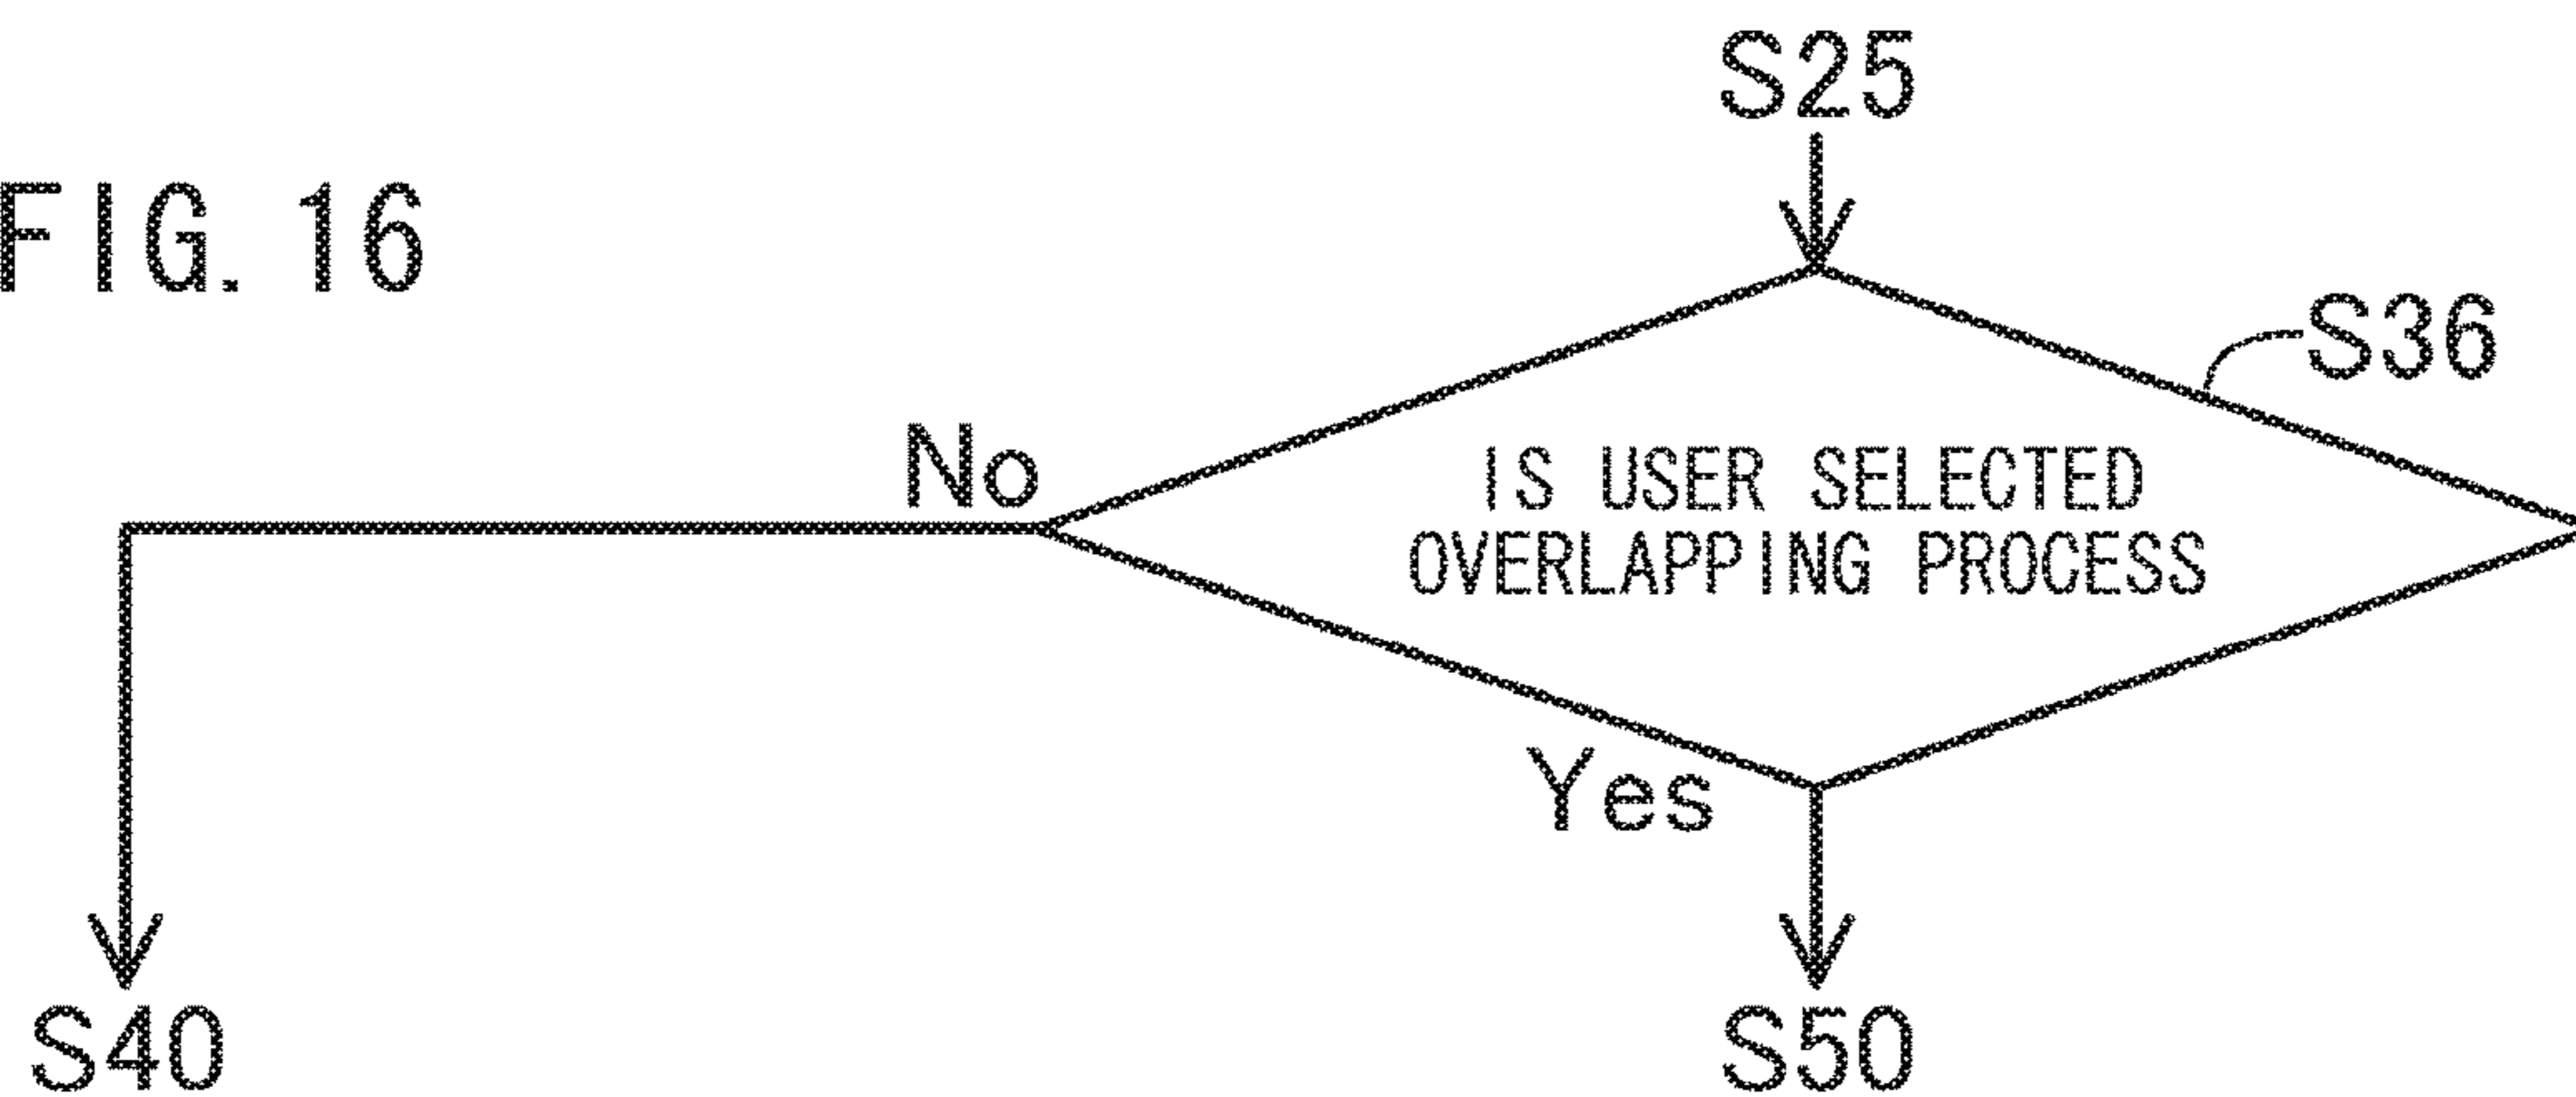 S25
FIG. 16
S36
No
IS USER SELECTED
OVERLAPPING PROCESS
Yes
S40
S50